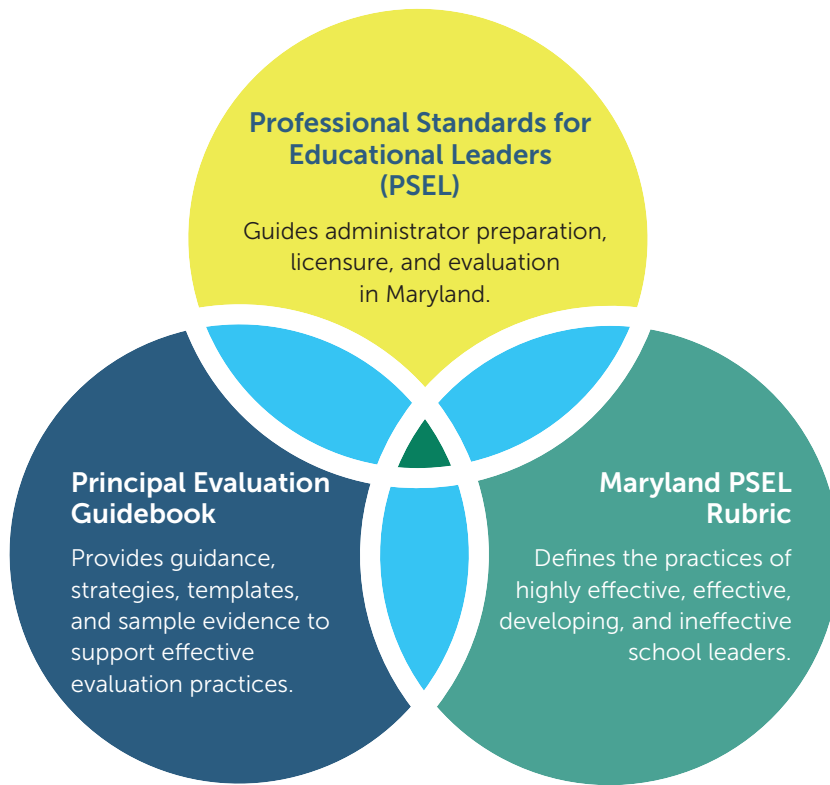 Professional Standards for
Educational Leaders
(PSEL)
Guides administrator preparation,
licensure, and evaluation
in Maryland.
Principal Evaluation
Guidebook
Provides guidance,
strategies, templates,
and sample evidence to
support effective
evaluation practices.
Maryland PSEL
Rubric
Defines the practices of
highly effective, effective,
developing, and ineffective
school leaders.